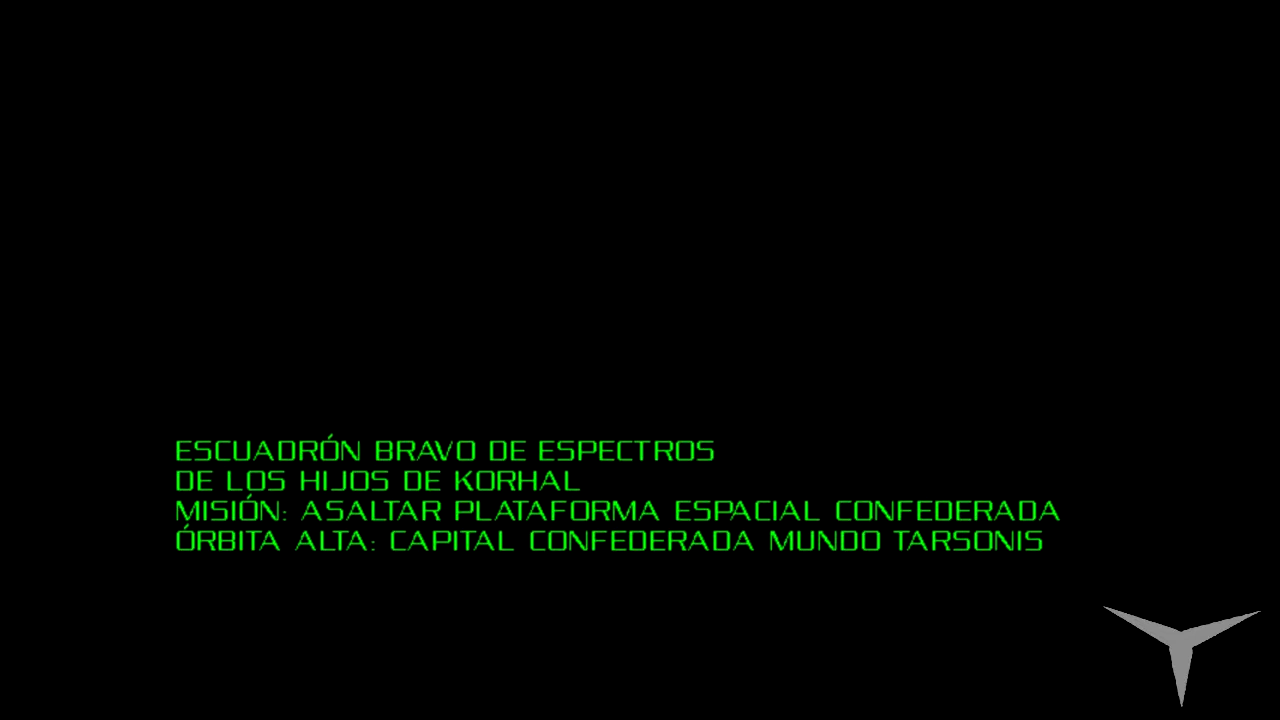 ESCUADRÓN BRAVO DE ESPECTROS
DE LOS HIJOS DE KORHAL
MISIÓN: ASALTAR PLATAFORMA ESPACIAL CONFEDERADA
ÓRBITA ALTA: CAPITAL CONFEDERADA MUNDO TARSONIS